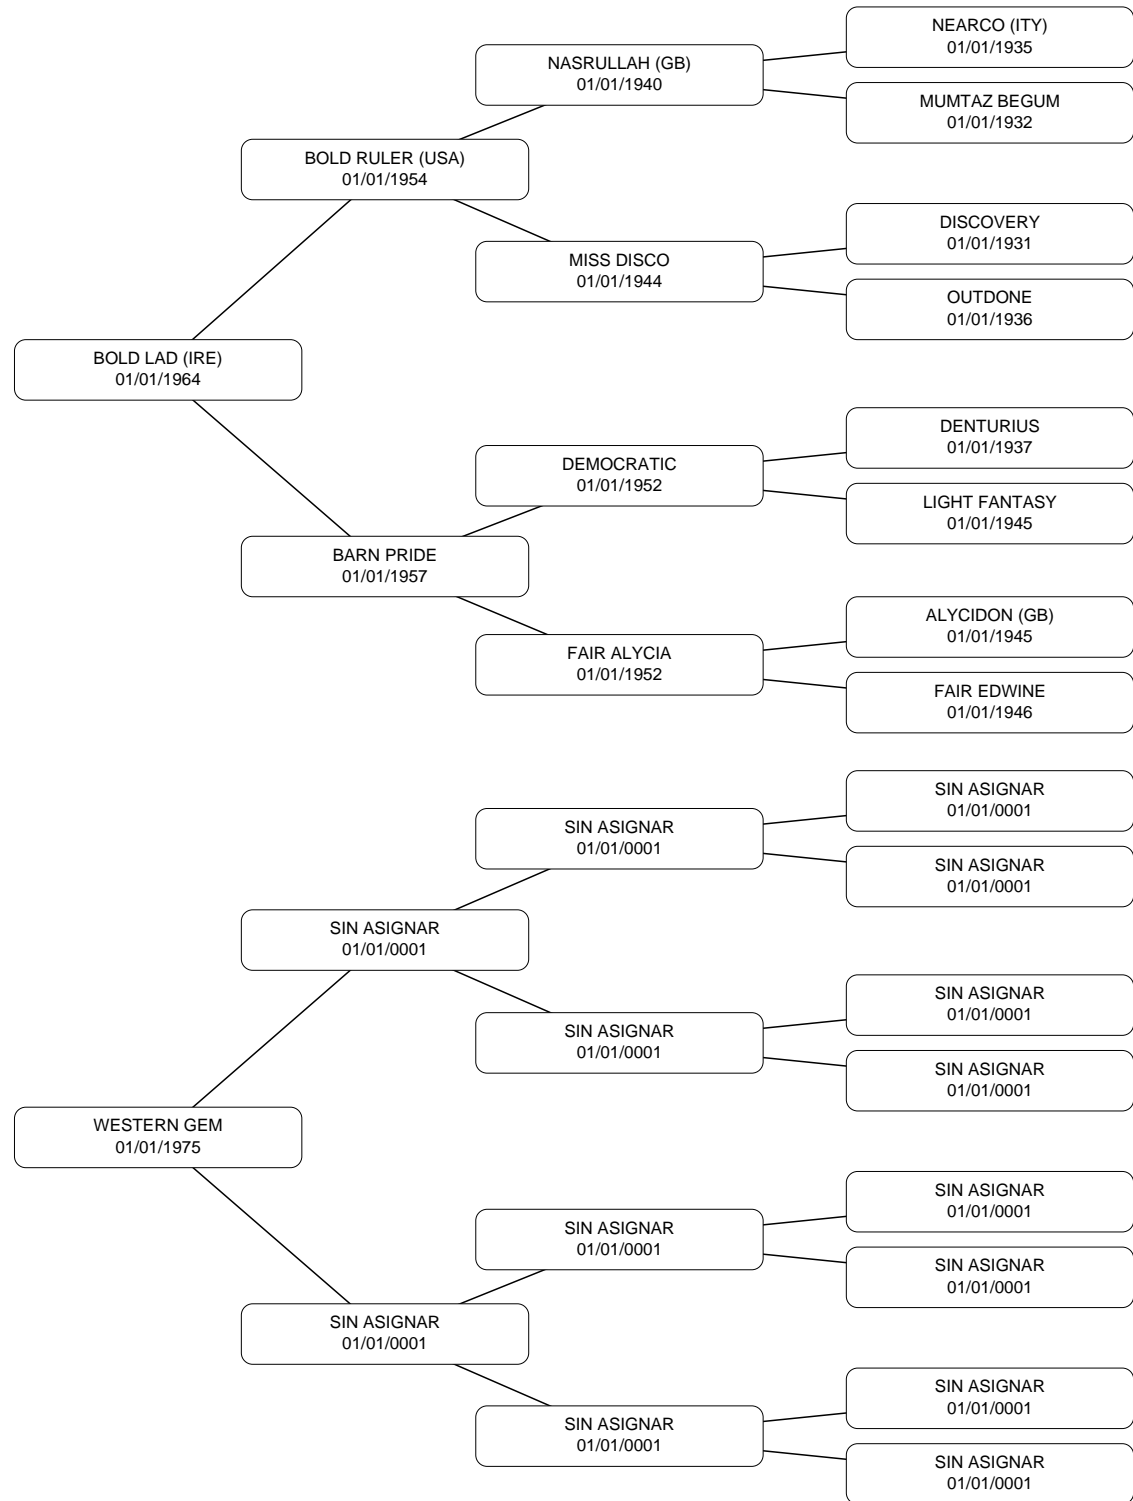 NEARCO (ITY)
01/01/1935
NASRULLAH (GB)
01/01/1940
MUMTAZ BEGUM
01/01/1932
BOLD RULER (USA)
01/01/1954
DISCOVERY
01/01/1931
MISS DISCO
01/01/1944
OUTDONE
01/01/1936
BOLD LAD (IRE)
01/01/1964
DENTURIUS
01/01/1937
DEMOCRATIC
01/01/1952
LIGHT FANTASY
01/01/1945
BARN PRIDE
01/01/1957
ALYCIDON (GB)
01/01/1945
FAIR ALYCIA
01/01/1952
FAIR EDWINE
01/01/1946
SIN ASIGNAR
01/01/0001
SIN ASIGNAR
01/01/0001
SIN ASIGNAR
01/01/0001
SIN ASIGNAR
01/01/0001
SIN ASIGNAR
01/01/0001
SIN ASIGNAR
01/01/0001
SIN ASIGNAR
01/01/0001
WESTERN GEM
01/01/1975
SIN ASIGNAR
01/01/0001
SIN ASIGNAR
01/01/0001
SIN ASIGNAR
01/01/0001
SIN ASIGNAR
01/01/0001
SIN ASIGNAR
01/01/0001
SIN ASIGNAR
01/01/0001
SIN ASIGNAR
01/01/0001